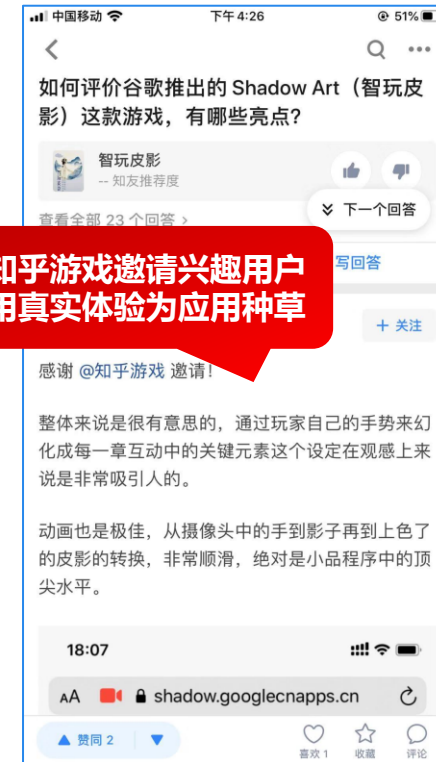 中国移动 下午 4:26 51%
如何评价谷歌推出的 Shadow Art（智玩皮
影）这款游戏，有哪些亮点？
智玩皮影
-- 知友推荐度
下一个回答
查看全部 23 个回答 >
写回答
知乎游戏邀请兴趣用户
用真实体验为应用种草
+ 关注
感谢 @知乎游戏 邀请！
整体来说是很有意思的，通过玩家自己的手势来幻
化成每一章互动中的关键元素这个设定在观感上来
说是非常吸引人的。
动画也是极佳，从摄像头中的手到影子再到上色了
的皮影的转换，非常顺滑，绝对是小品程序中的顶
尖水平。
18:07
AA shadow.googlecnapps.cn
赞同 2
喜欢 1 收藏 评论